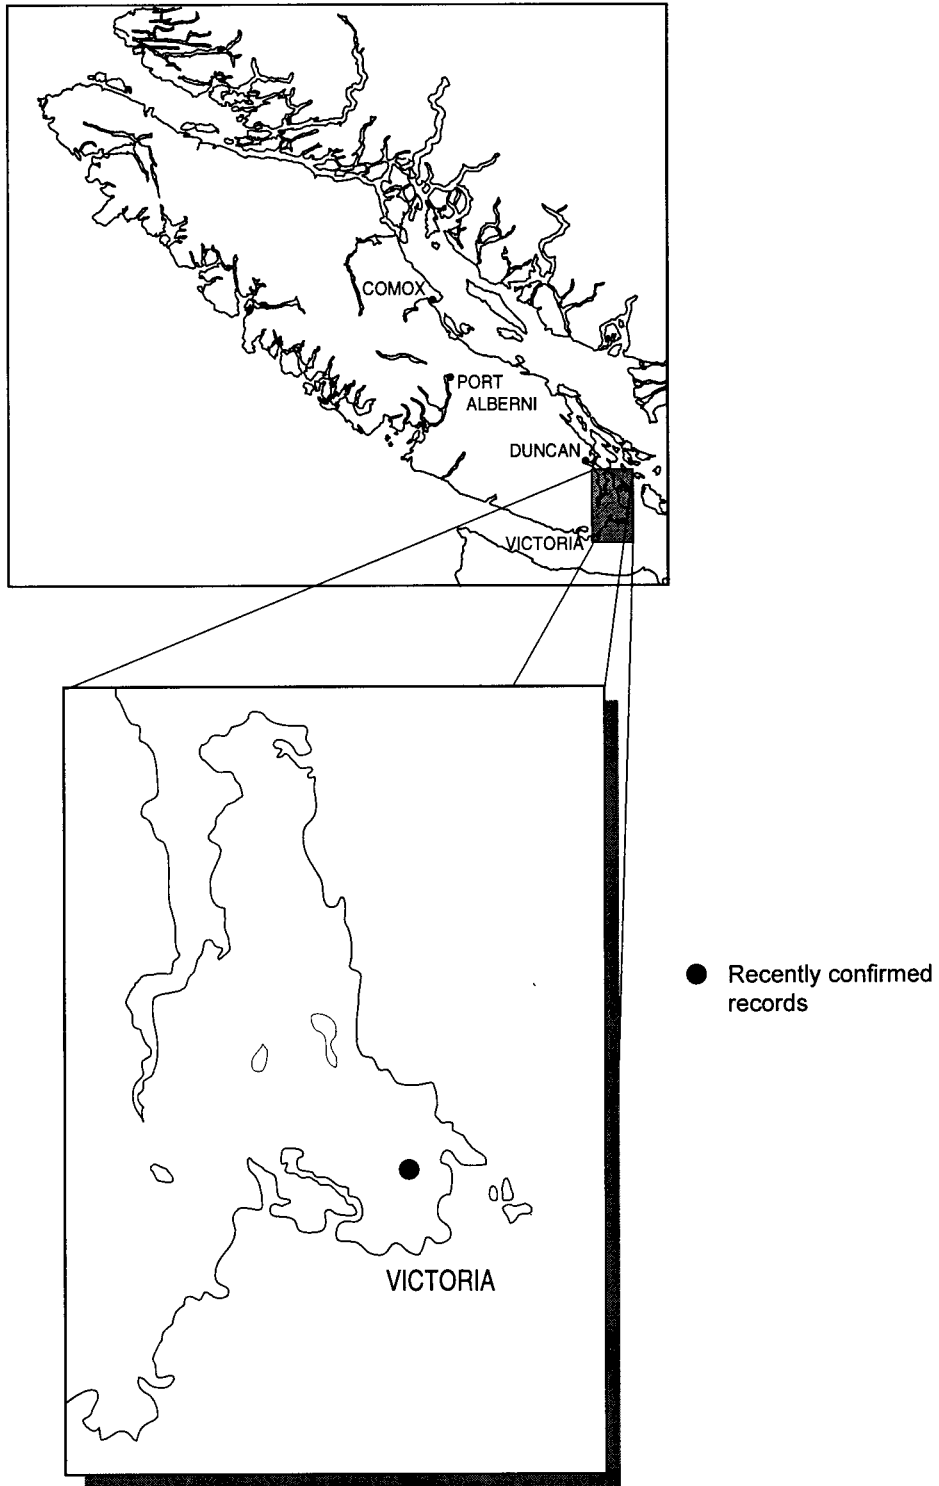 COMOX
PORT
ALBERNI
DUNCAN
VICTORIA
Recently confirmed
records
VICTORIA